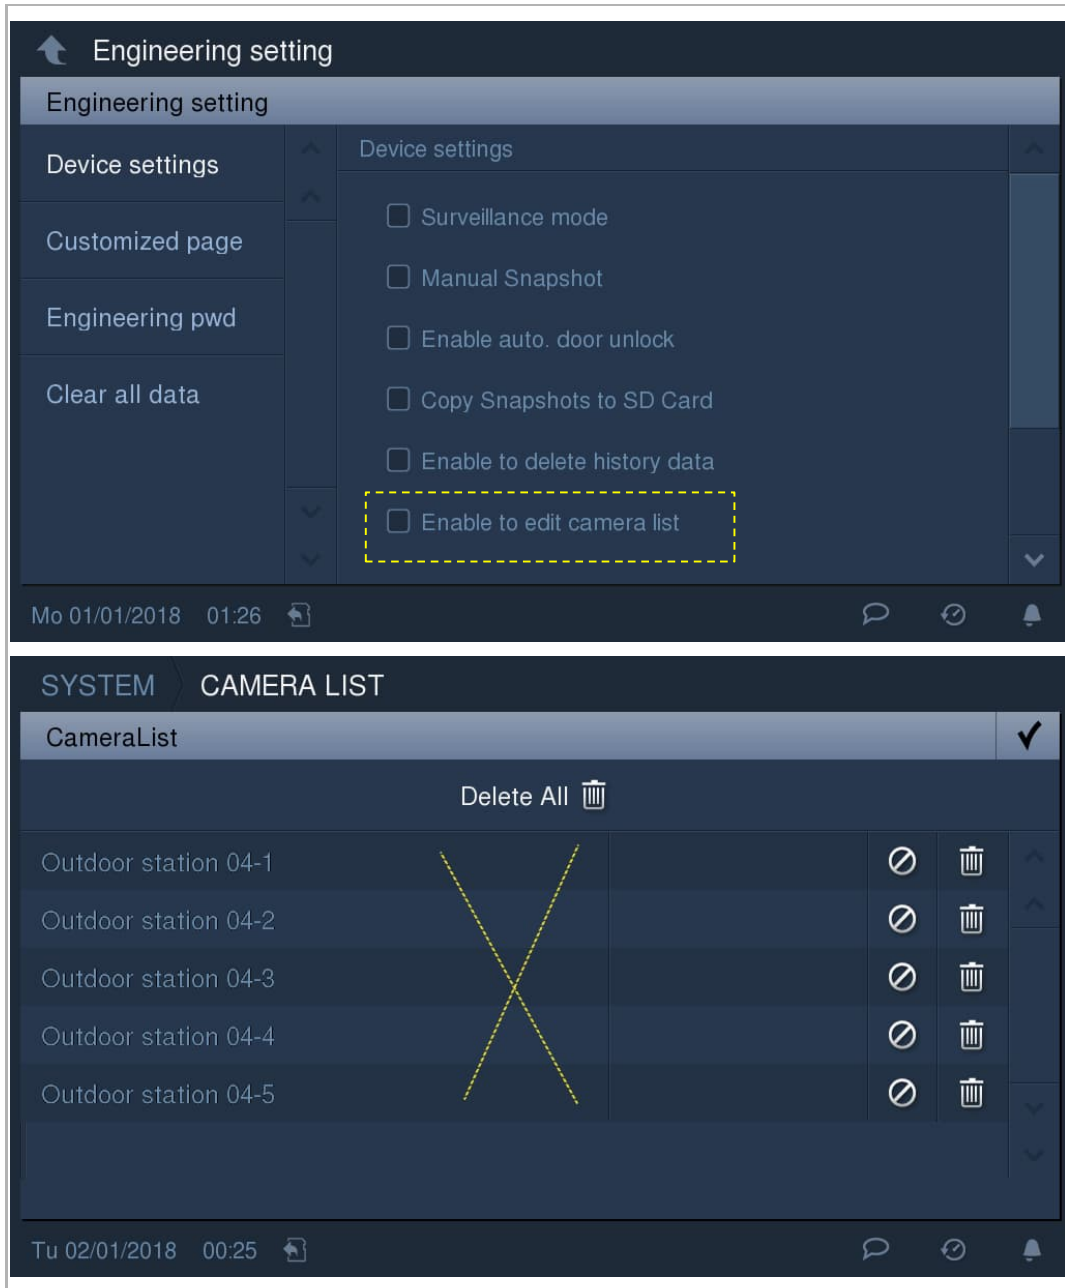 Engineering setting
Engineering setting
Device settings
Customized page
Engineering pwd
Clear all data
Device settings
Surveillance mode
Manual Snapshot
Enable auto. door unlock
Copy Snapshots to SD Card
Enable to delete history data
Enable to edit camera list
Mo 01/01/2018 01:26
SYSTEM CAMERA LIST
CameraList
Delete All
Outdoor station 04-1
Outdoor station 04-2
Outdoor station 04-3
Outdoor station 04-4
Outdoor station 04-5
Tu 02/01/2018 00:25